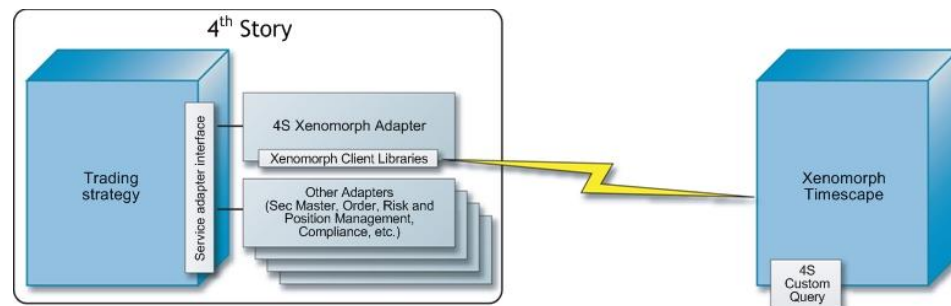 4th Story
Trading
strategy
Service adapter interface
4S Xenomorph Adapter
Xenomorph Client Libraries
Other Adapters
(Sec Master, Order, Risk and
Position Management,
Compliance, etc.)
Xenomorph
Timescape
4S
Custom
Query